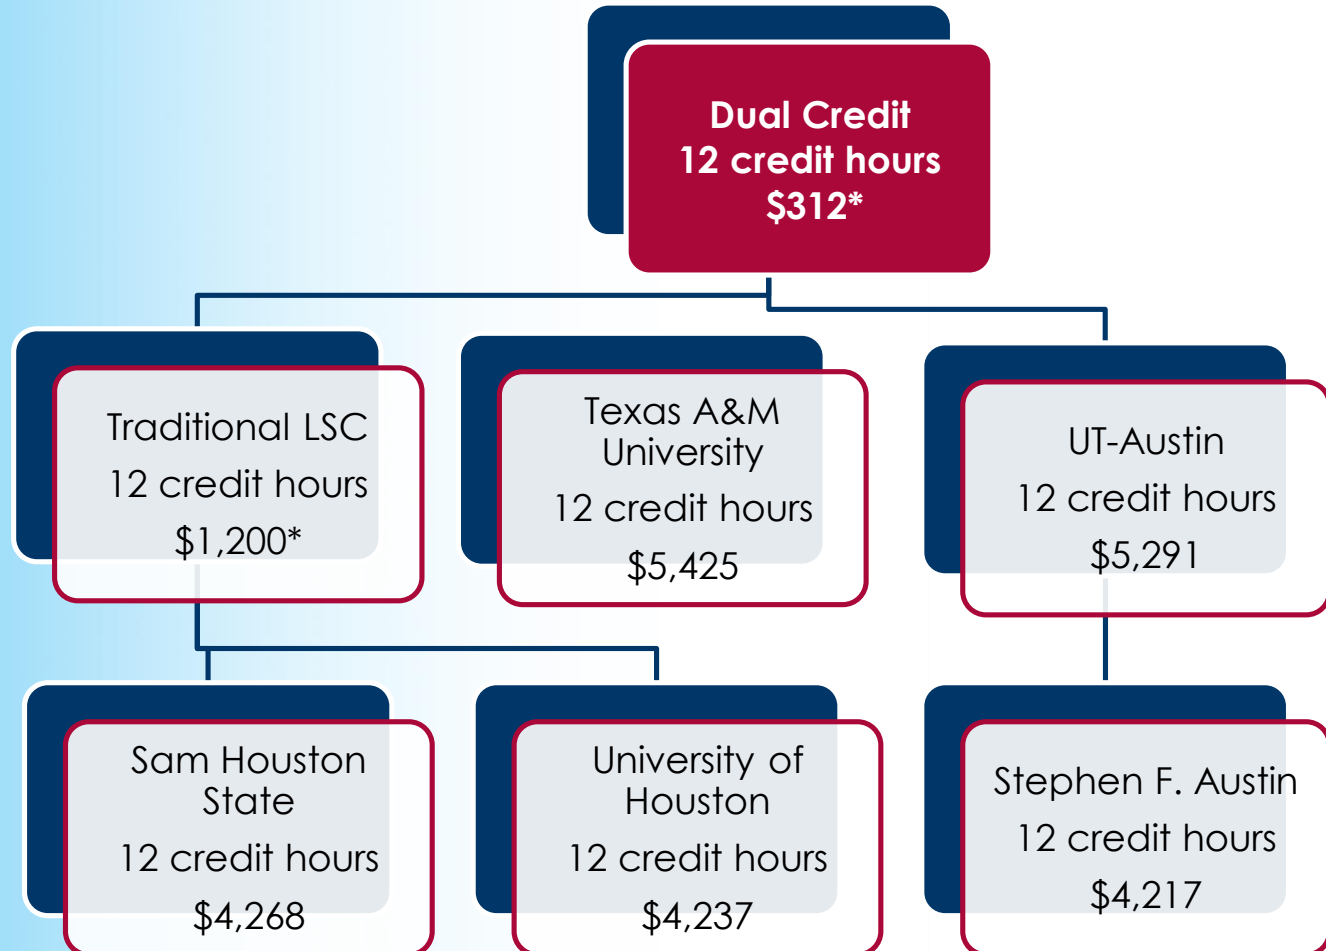 Dual Credit
12 credit hours
$312*
Traditional LSC
12 credit hours
$1,200*
Texas A&M
University
12 credit hours
$5,425
UT-Austin
12 credit hours
$5,291
Sam Houston
State
12 credit hours
$4,268
University of
Houston
12 credit hours
$4,237
Stephen F. Austin
12 credit hours
$4,217